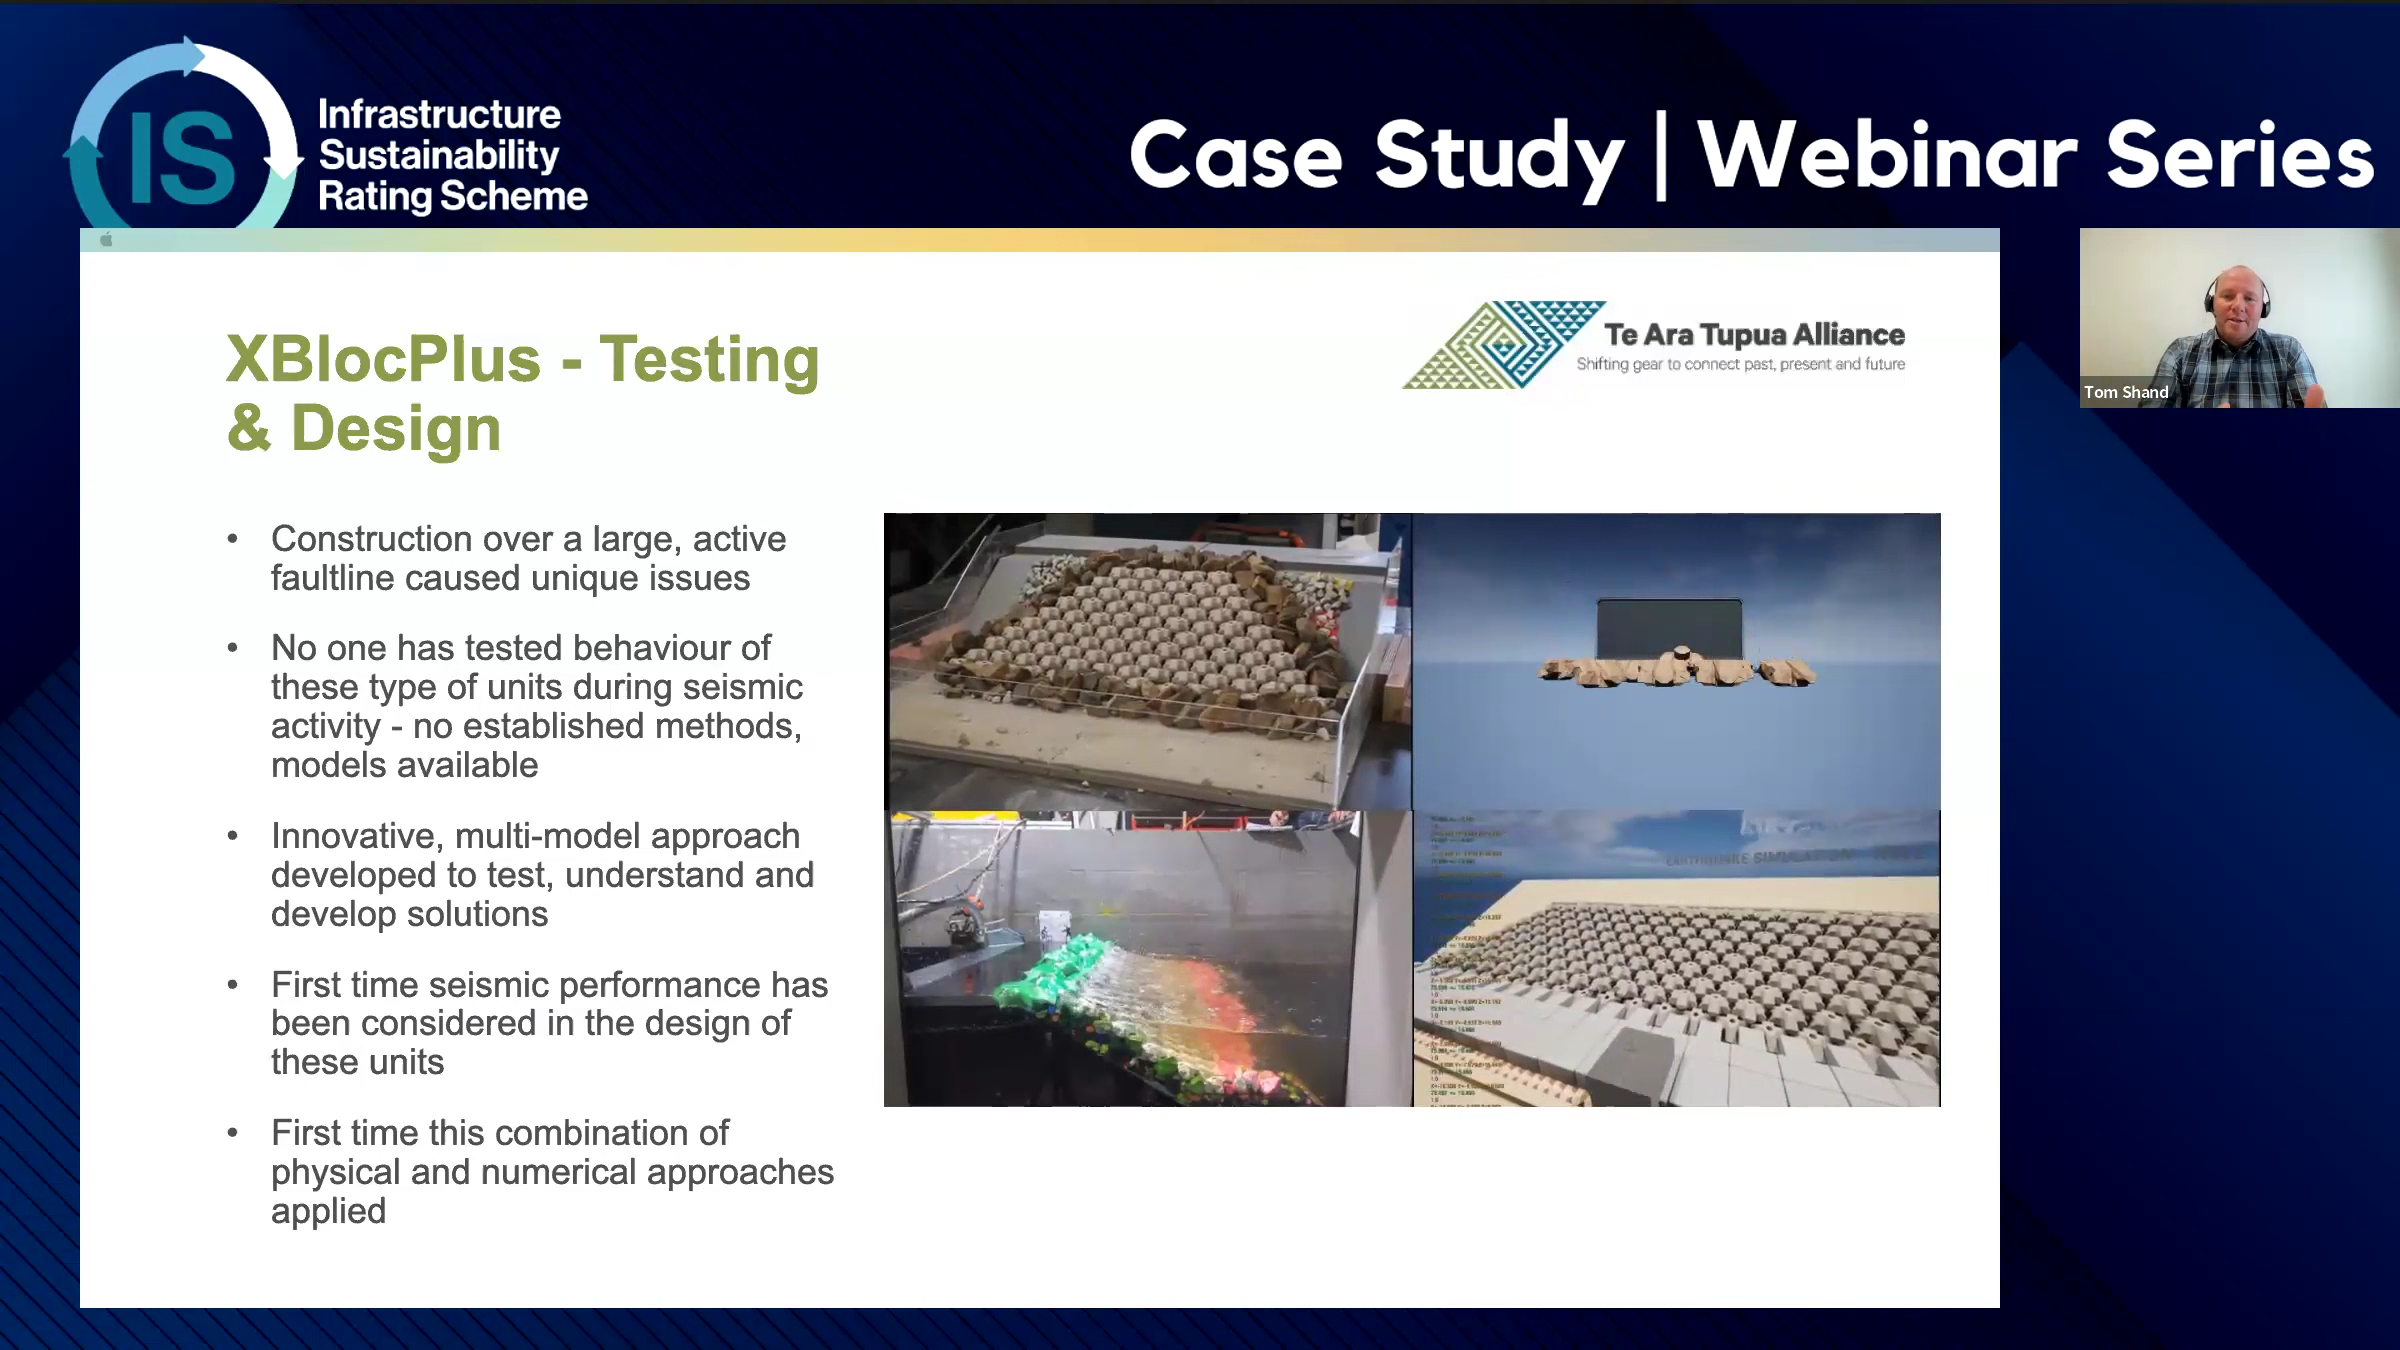 IS
Infrastructure
Sustainability
Rating Scheme
Case Study | Webinar Series
Tom Shand
Te Ara Tupua Alliance
Shifting gear to connect past, present and future
XBlocPlus - Testing
& Design
• Construction over a large, active
faultline caused unique issues
• No one has tested behaviour of
these type of units during seismic
activity - no established methods,
models available
• Innovative, multi-model approach
developed to test, understand and
develop solutions
• First time seismic performance has
been considered in the design of
these units
• First time this combination of
physical and numerical approaches
applied
EARTHQUAKE SIMULATION